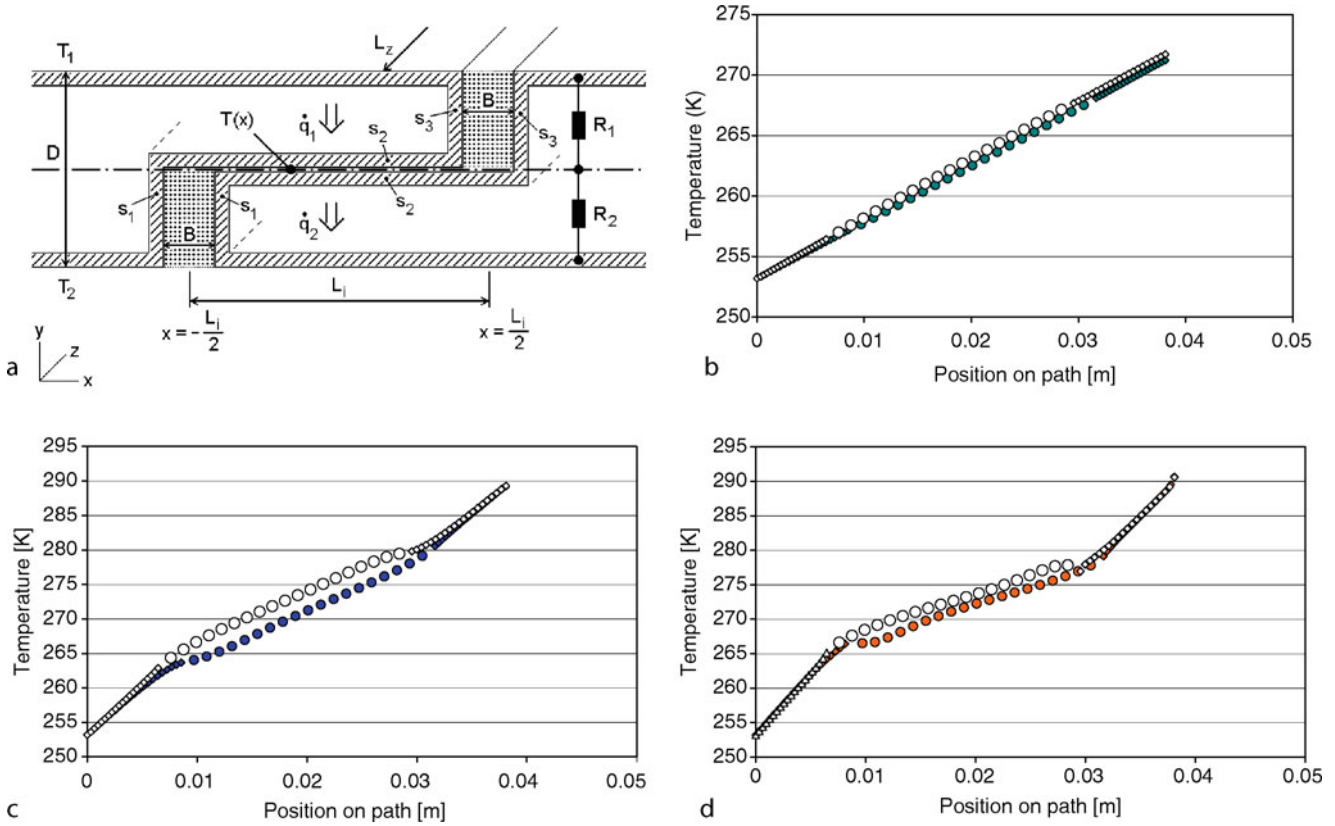 T1
Lz
B
s3
s3
T(x)
q̇1
s2
R1
D
s1
s1
s2
q̇2
R2
B
T2
Li
x = -Li/2
x = Li/2
y
z
x
a
Temperature (K)
270
265
260
255
250
0
0.01
0.02
0.03
0.04
0.05
Position on path [m]
b
Temperature [K]
295
290
285
280
275
270
265
260
255
250
0
0.01
0.02
0.03
0.04
0.05
Position on path [m]
c
Temperature [K]
295
290
285
280
275
270
265
260
255
250
0
0.01
0.02
0.03
0.04
0.05
Position on path [m]
d